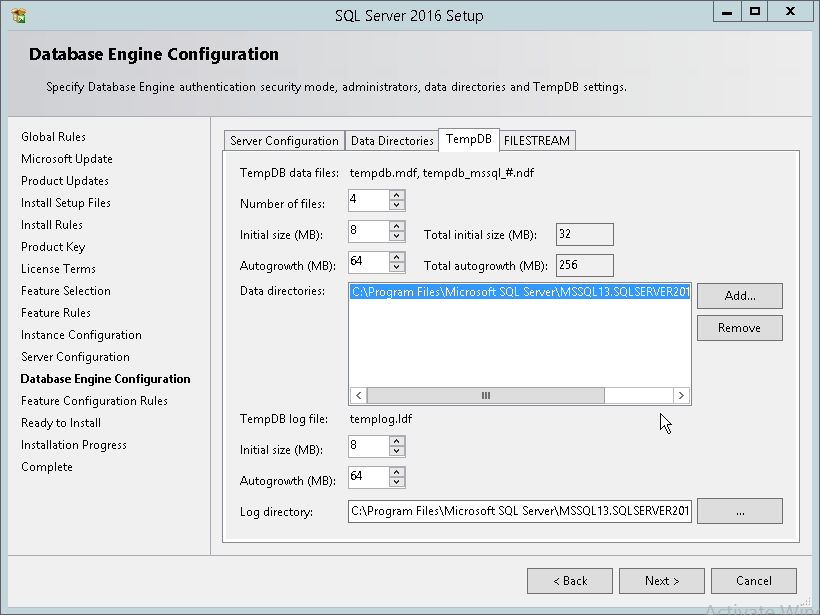 SQL Server 2016 Setup
Database Engine Configuration
Specify Database Engine authentication security mode, administrators, data directories and TempDB settings.
Global Rules
Microsoft Update
Product Updates
Install Setup Files
Install Rules
Product Key
License Terms
Feature Selection
Feature Rules
Instance Configuration
Server Configuration
Database Engine Configuration
Feature Configuration Rules
Ready to Install
Installation Progress
Complete
Server Configuration Data Directories TempDB FILESTREAM
TempDB data files: tempdb.mdf, tempdb_mssql_#.ndf
Number of files: 4
Initial size (MB): 8 Total initial size (MB): 32
Autogrowth (MB): 64 Total autogrowth (MB): 256
Data directories: C:\Program Files\Microsoft SQL Server\MSSQL13.SQLSERVER201 Add...
Remove
TempDB log file: templog.ldf
Initial size (MB): 8
Autogrowth (MB): 64
Log directory: C:\Program Files\Microsoft SQL Server\MSSQL13.SQLSERVER201 ...
< Back Next > Cancel
Activate Win